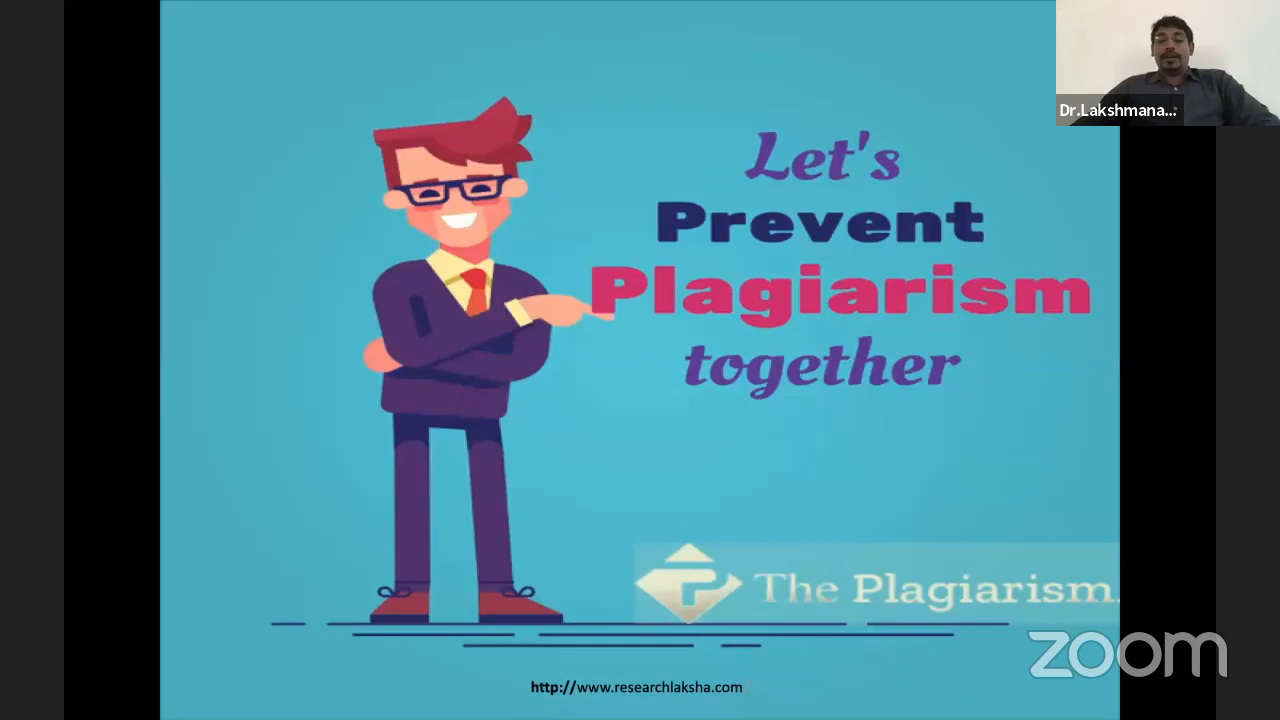 Dr.Lakshmana...
Let's
Prevent
Plagiarism
together
The Plagiarism.
zoom
http://www.researchlaksha.com/